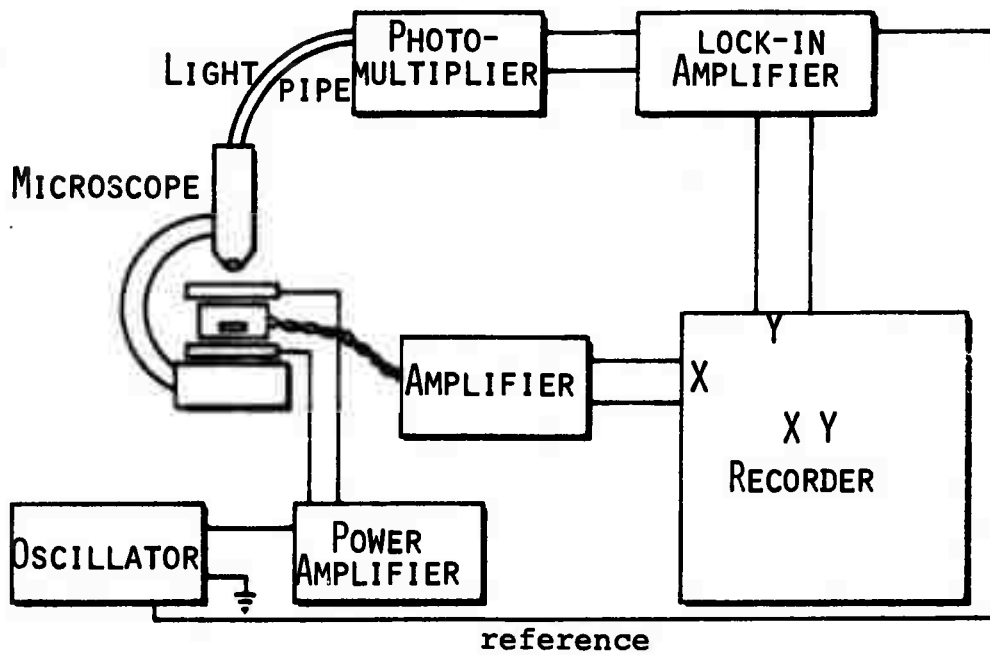 PHOTO-
MULTIPLIER
LOCK-IN
AMPLIFIER
LIGHT
PIPE
MICROSCOPE
Y
AMPLIFIER
X
X Y
RECORDER
OSCILLATOR
POWER
AMPLIFIER
reference